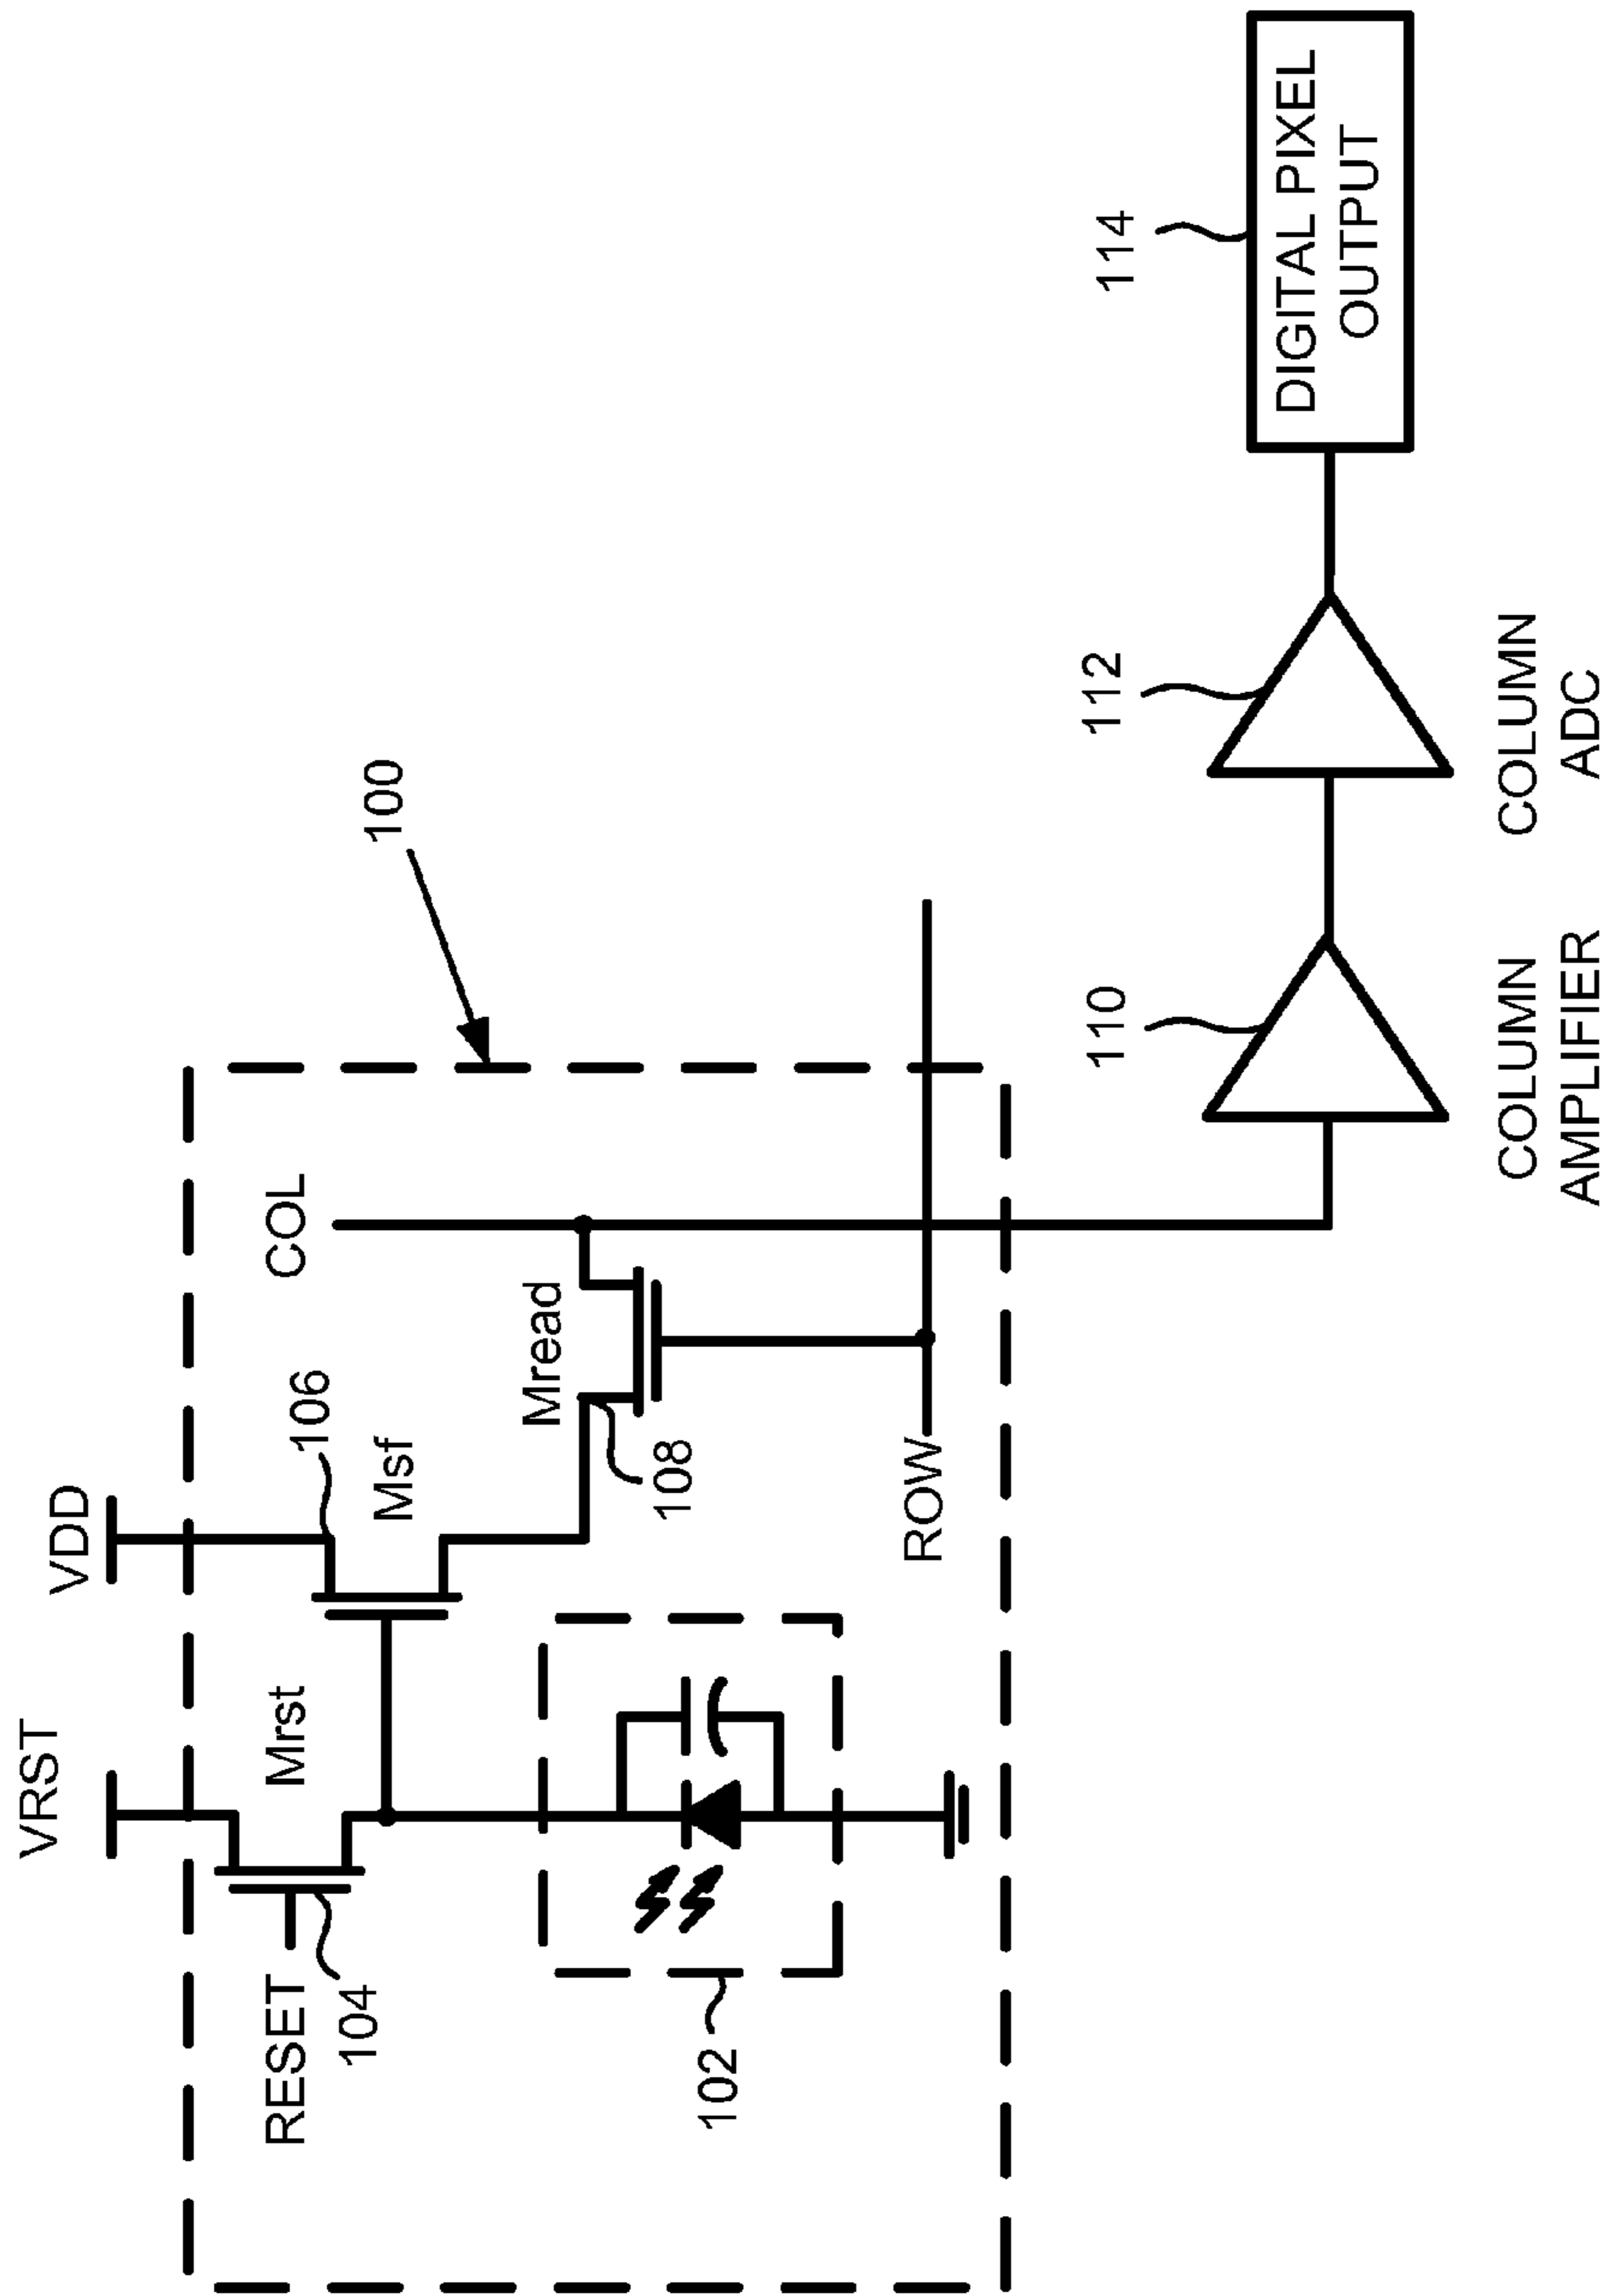 VRST
VDD
RESET
Mrst
COL
104
106
Msf
100
Mread
108
102
ROW
110
112
114
DIGITAL PIXEL
OUTPUT
COLUMN
AMPLIFIER
COLUMN
ADC